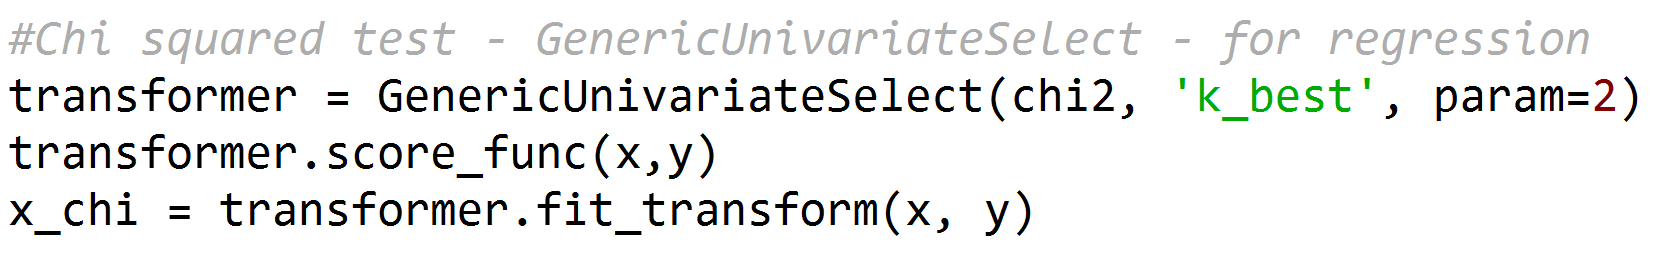 #Chi squared test - GenericUnivariateSelect - for regression
transformer = GenericUnivariateSelect(chi2, 'k_best', param=2)
transformer.score_func(x,y)
x_chi = transformer.fit_transform(x, y)